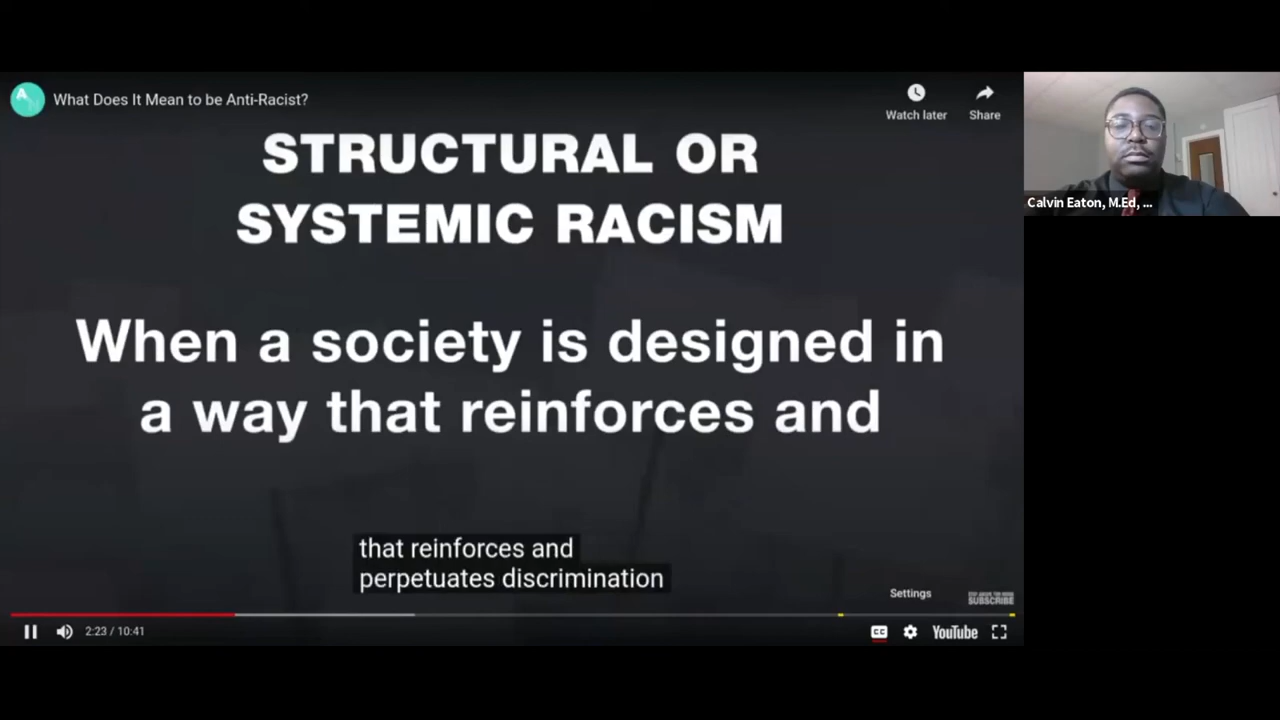 A
What Does It Mean to be Anti-Racist?
Watch later
Share
STRUCTURAL OR
SYSTEMIC RACISM
Calvin Eaton, M.Ed, ...
When a society is designed in
a way that reinforces and
that reinforces and
perpetuates discrimination
Settings
SUBSCRIBE
2:23 / 10:41
CC
YouTube